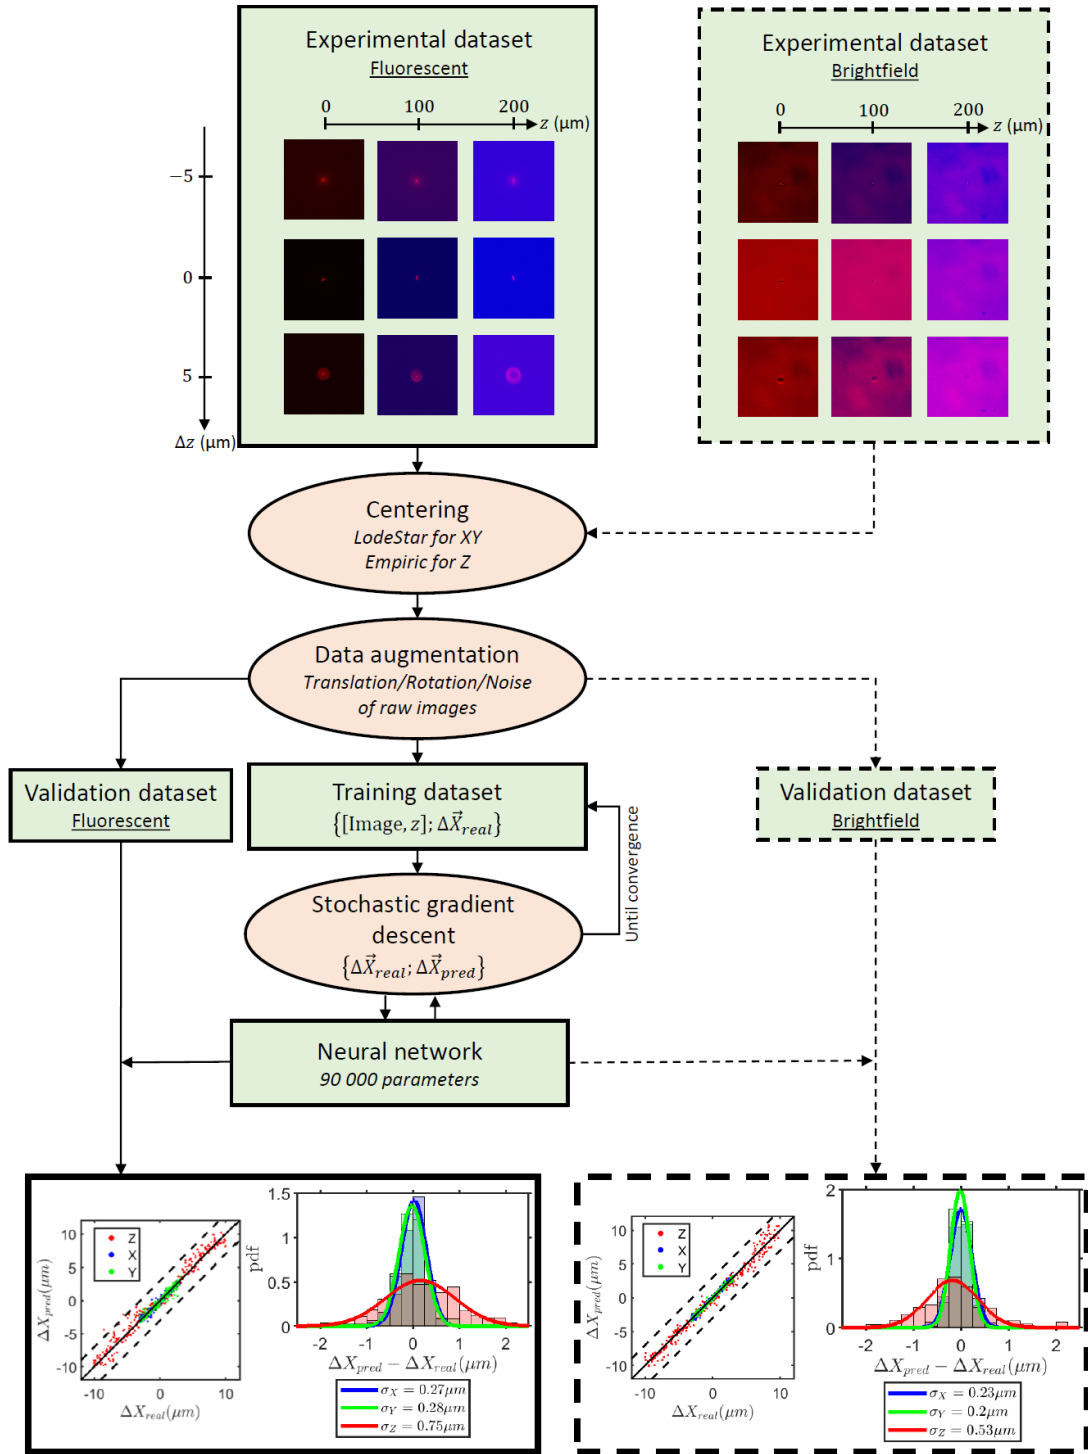 Experimental dataset
Fluorescent
0 100 200
z (μm)
−5
0
5
Δz (μm)
Experimental dataset
Brightfield
0 100 200
z (μm)
Centering
LodeStar for XY
Empiric for Z
Data augmentation
Translation/Rotation/Noise
of raw images
Validation dataset
Fluorescent
Training dataset
{[Image, z]; ΔX⃗real}
Until convergence
Validation dataset
Brightfield
Stochastic gradient
descent
{ΔX⃗real; ΔX⃗pred}
Neural network
90 000 parameters
ΔXpred(μm)
10
5
0
-5
-10
Z
X
Y
-10 0 10
ΔXreal(μm)
pdf
1.5
1
0.5
0
-2 -1 0 1 2
ΔXpred − ΔXreal(μm)
σX = 0.27μm
σY = 0.28μm
σZ = 0.75μm
ΔXpred(μm)
10
5
0
-5
-10
Z
X
Y
-10 0 10
ΔXreal(μm)
pdf
2
1
0
-2 -1 0 1 2
ΔXpred − ΔXreal(μm)
σX = 0.23μm
σY = 0.2μm
σZ = 0.53μm